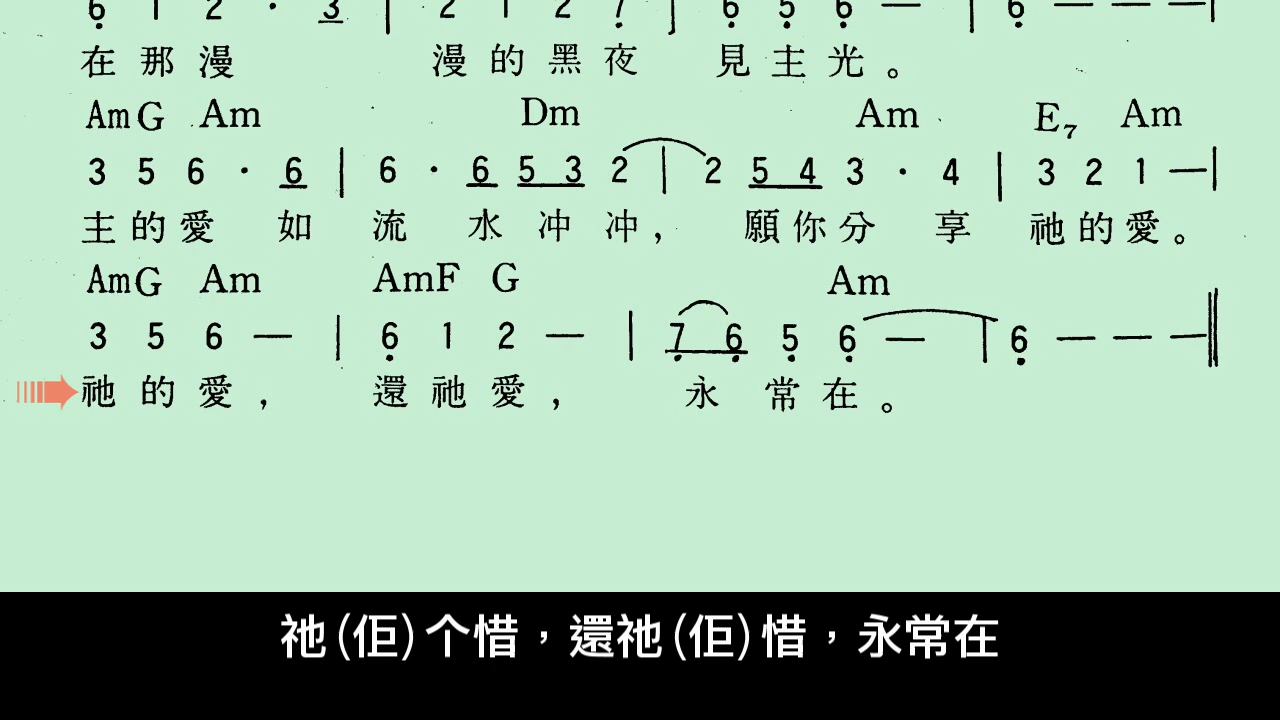 6 1 2 · 3 | 2 1 2 7 | 6 5 6 — | 6 — — — |
在那漫 漫的黑夜 見主光。
Am G Am Dm Am E7 Am
3 5 6 · 6 | 6 · 6 5 3 2 | 2 5 4 3 · 4 | 3 2 1 — |
主的愛 如 流 水 冲 冲， 願你分 享 祂的愛。
Am G Am Am F G Am
3 5 6 — | 6 1 2 — | 7 6 5 6 — | 6 — — — ‖
祂的愛， 還祂愛， 永 常在。
祂(佢)个惜，還祂(佢)惜，永常在